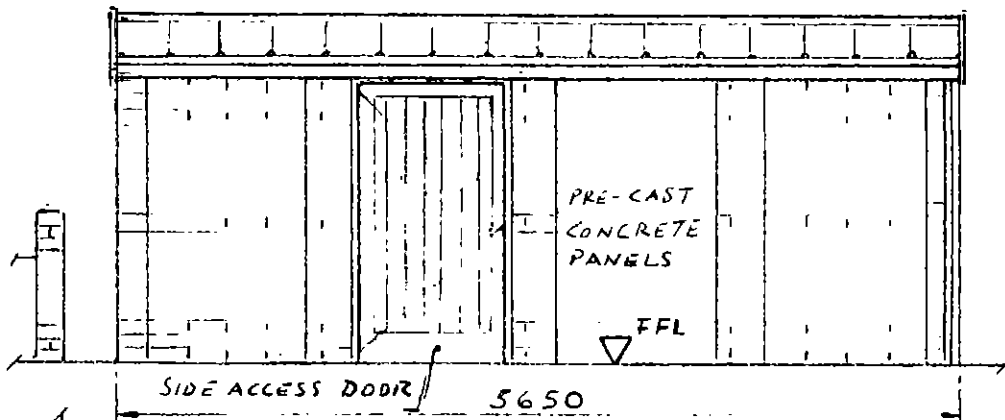 PRE-CAST
CONCRETE
PANELS
FFL
SIDE ACCESS DOOR
5650